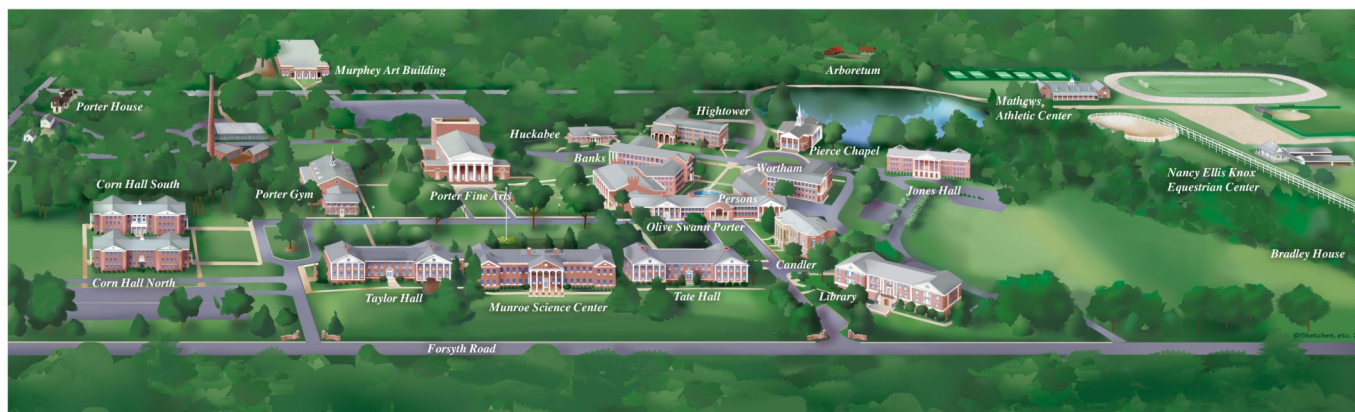 Murphey Art Building
Arboretum
Porter House
Hightower
Mathews
Athletic Center
Huckabee
Pierce Chapel
Banks
Wortham
Nancy Ellis Knox
Equestrian Center
Corn Hall South
Porter Gym
Porter Fine Arts
Persons
Jones Hall
Olive Swann Porter
Bradley House
Candler
Corn Hall North
Taylor Hall
Munroe Science Center
Tate Hall
Library
Forsyth Road
©Sketches, etc